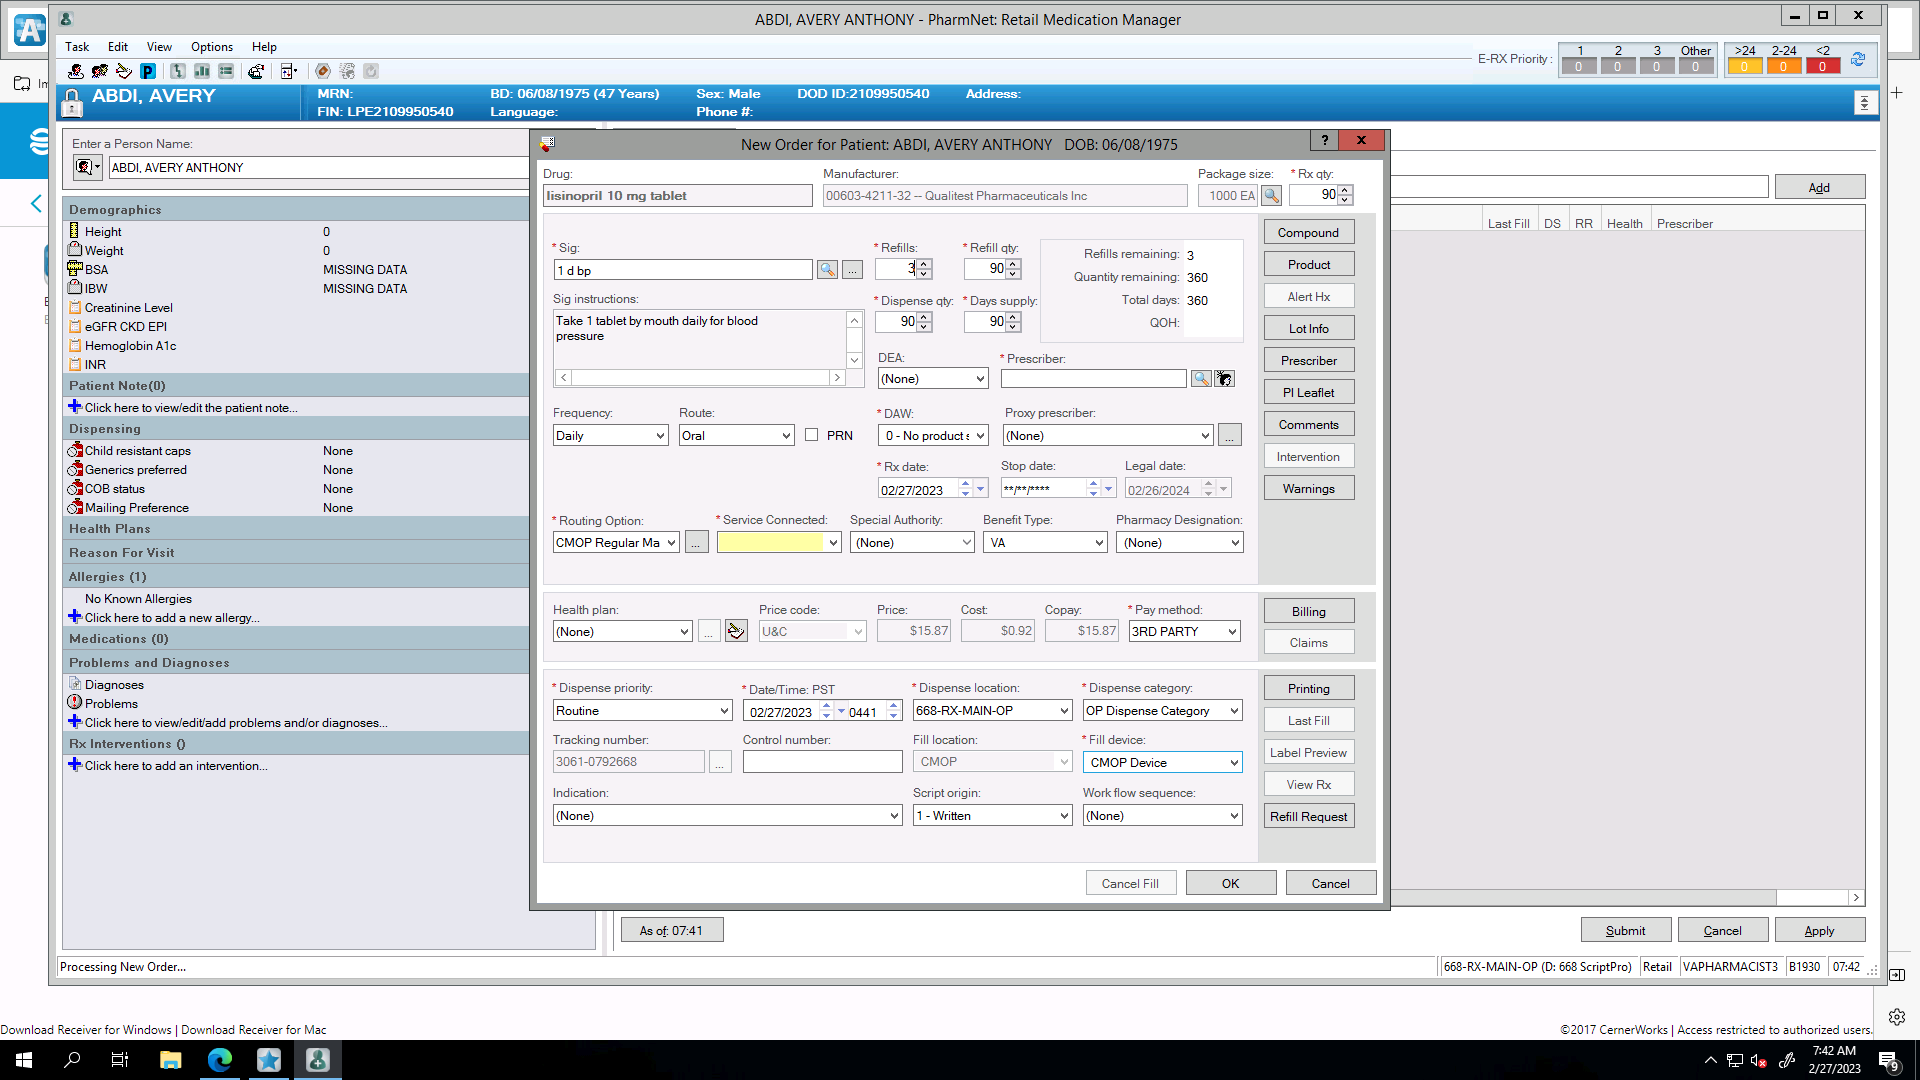 ABDI, AVERY ANTHONY - PharmNet: Retail Medication Manager
Task Edit View Options Help
E-RX Priority : 1 2 3 Other >24 2-24 <2
0 0 0 0 0 0 0
ABDI, AVERY
MRN: BD: 06/08/1975 (47 Years) Sex: Male DOD ID:2109950540 Address:
FIN: LPE2109950540 Language: Phone #:
Enter a Person Name:
ABDI, AVERY ANTHONY
Demographics
Height 0
Weight 0
BSA MISSING DATA
IBW MISSING DATA
Creatinine Level
eGFR CKD EPI
Hemoglobin A1c
INR
Patient Note(0)
Click here to view/edit the patient note...
Dispensing
Child resistant caps None
Generics preferred None
COB status None
Mailing Preference None
Health Plans
Reason For Visit
Allergies (1)
No Known Allergies
Click here to add a new allergy...
Medications (0)
Problems and Diagnoses
Diagnoses
Problems
Click here to view/edit/add problems and/or diagnoses...
Rx Interventions ()
Click here to add an intervention...
New Order for Patient: ABDI, AVERY ANTHONY DOB: 06/08/1975
? X
Drug: Manufacturer: Package size: * Rx qty:
lisinopril 10 mg tablet 00603-4211-32 -- Qualitest Pharmaceuticals Inc 1000 EA 90
* Sig: * Refills: * Refill qty:
1 d bp ... 3 90
Refills remaining: 3
Quantity remaining: 360
Total days: 360
QOH:
Sig instructions: * Dispense qty: * Days supply:
Take 1 tablet by mouth daily for blood
pressure
90 90
DEA: * Prescriber:
(None)
Frequency: Route: * DAW: Proxy prescriber:
Daily Oral PRN 0 - No product s (None) ...
* Rx date: Stop date: Legal date:
02/27/2023 **/**/**** 02/26/2024
* Routing Option: * Service Connected: Special Authority: Benefit Type: Pharmacy Designation:
CMOP Regular Ma ... (None) VA (None)
Health plan: Price code: Price: Cost: Copay: * Pay method:
(None) ... U&C $15.87 $0.92 $15.87 3RD PARTY
* Dispense priority: * Date/Time: PST * Dispense location: * Dispense category:
Routine 02/27/2023 0441 668-RX-MAIN-OP OP Dispense Category
Tracking number: Control number: Fill location: * Fill device:
3061-0792668 ... CMOP CMOP Device
Indication: Script origin: Work flow sequence:
(None) 1 - Written (None)
Compound
Product
Alert Hx
Lot Info
Prescriber
PI Leaflet
Comments
Intervention
Warnings
Billing
Claims
Printing
Last Fill
Label Preview
View Rx
Refill Request
Cancel Fill OK Cancel
Add
Last Fill DS RR Health Prescriber
As of: 07:41 Submit Cancel Apply
Processing New Order... 668-RX-MAIN-OP (D: 668 ScriptPro) Retail VAPHARMACIST3 B1930 07:42
Download Receiver for Windows | Download Receiver for Mac ©2017 CernerWorks | Access restricted to authorized users.
7:42 AM
2/27/2023
9